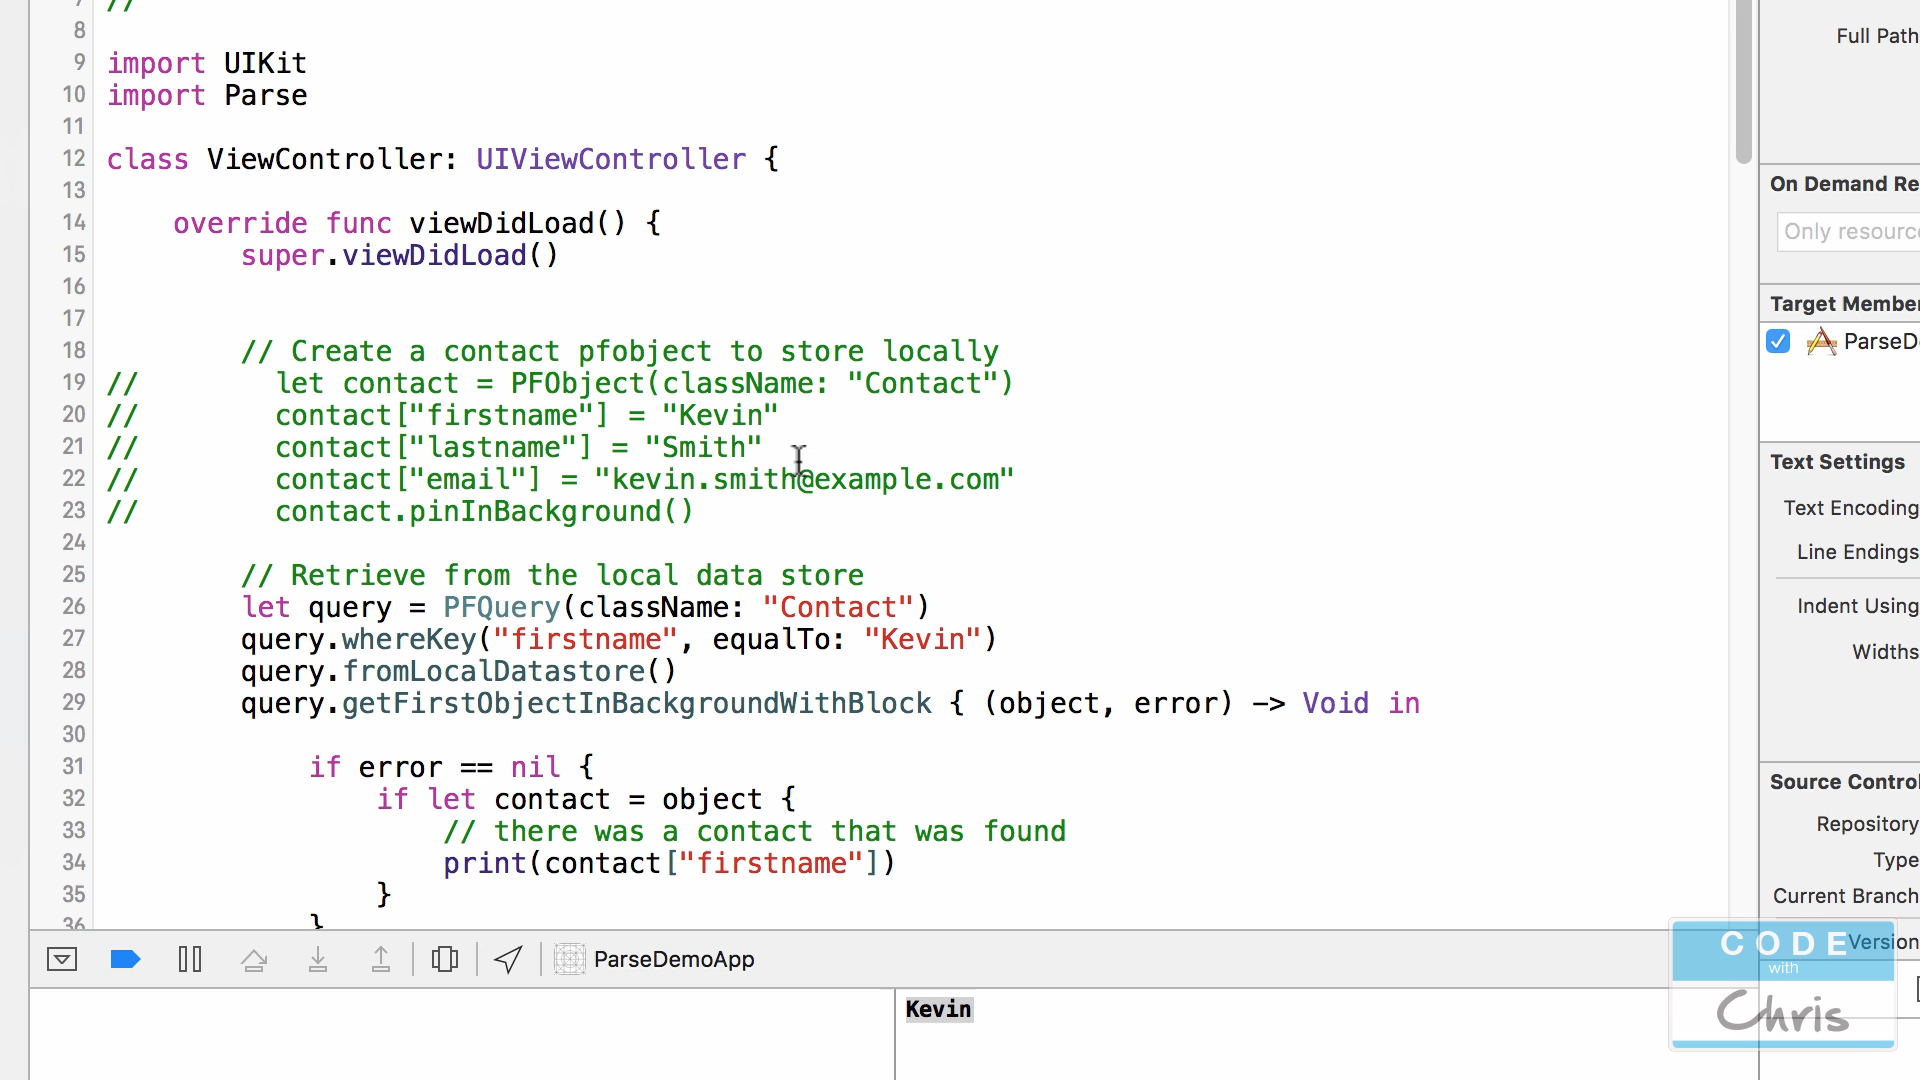 7 //
8
9 import UIKit
10 import Parse
11
12 class ViewController: UIViewController {
13
14     override func viewDidLoad() {
15         super.viewDidLoad()
16
17
18         // Create a contact pfobject to store locally
19 //        let contact = PFObject(className: "Contact")
20 //        contact["firstname"] = "Kevin"
21 //        contact["lastname"] = "Smith"
22 //        contact["email"] = "kevin.smith@example.com"
23 //        contact.pinInBackground()
24
25         // Retrieve from the local data store
26         let query = PFQuery(className: "Contact")
27         query.whereKey("firstname", equalTo: "Kevin")
28         query.fromLocalDatastore()
29         query.getFirstObjectInBackgroundWithBlock { (object, error) -> Void in
30
31             if error == nil {
32                 if let contact = object {
33                     // there was a contact that was found
34                     print(contact["firstname"])
35                 }
36             }
ParseDemoApp
Kevin
Full Path
On Demand Re
Only resourc
Target Member
ParseD
Text Settings
Text Encoding
Line Endings
Indent Using
Widths
Source Control
Repository
Type
Current Branch
Version
CODE
with
Chris